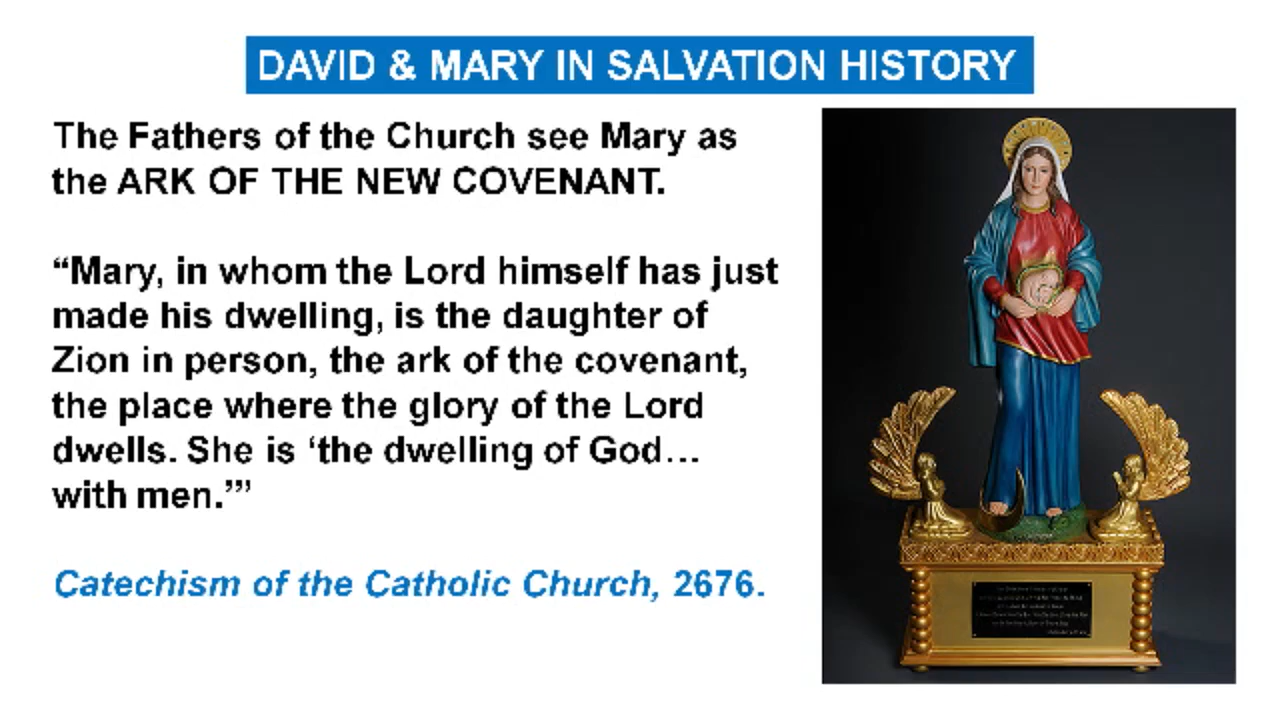 DAVID & MARY IN SALVATION HISTORY
The Fathers of the Church see Mary as
the ARK OF THE NEW COVENANT.
“Mary, in whom the Lord himself has just
made his dwelling, is the daughter of
Zion in person, the ark of the covenant,
the place where the glory of the Lord
dwells. She is ‘the dwelling of God…
with men.’”
Catechism of the Catholic Church, 2676.